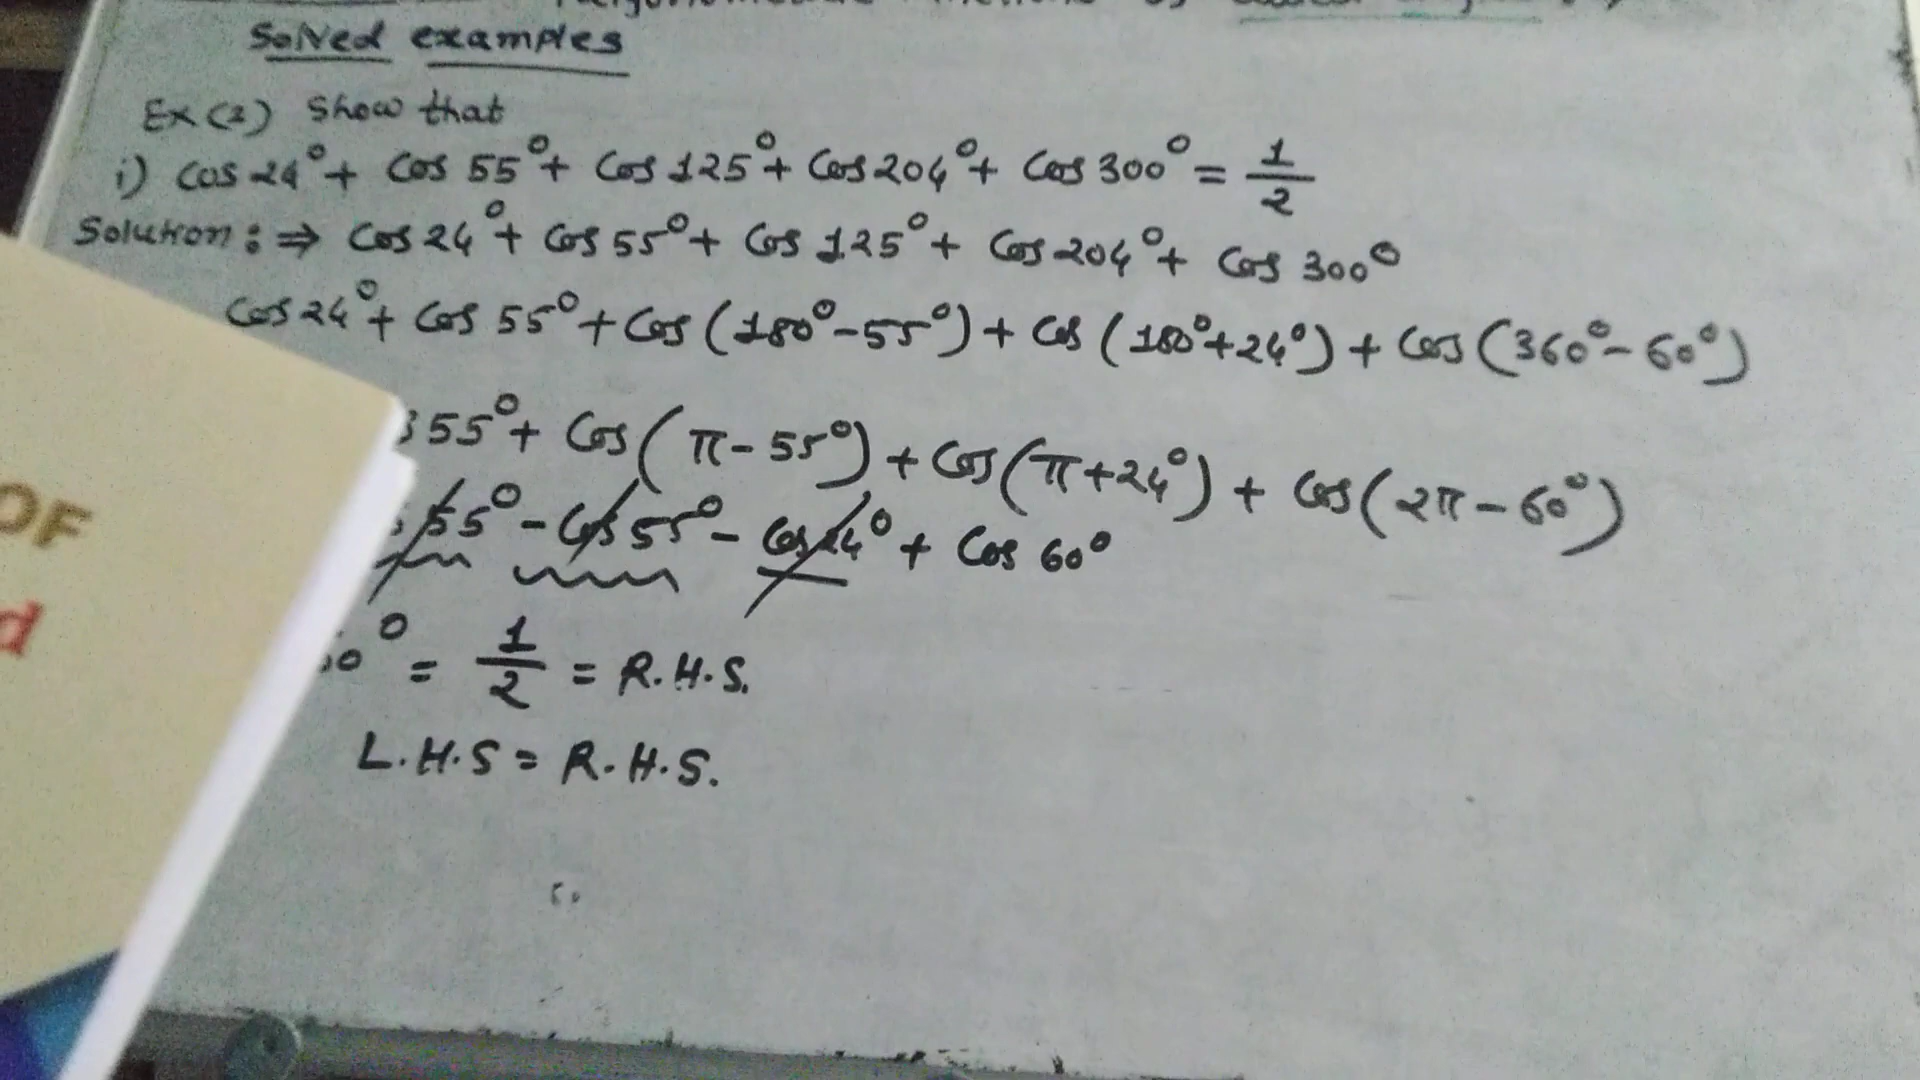 Solved examples
Ex (2) Show that
i) cos 24° + cos 55° + cos 125° + cos 204° + cos 300° = 1/2
Solution : ⇒ cos 24° + cos 55° + cos 125° + cos 204° + cos 300°
cos 24° + cos 55° + cos (180° - 55°) + cos (180° + 24°) + cos (360° - 60°)
55° + cos (π - 55°) + cos (π + 24°) + cos (2π - 60°)
55° - cos 55° - cos 24° + cos 60°
° = 1/2 = R.H.S.
L.H.S = R.H.S.
OF
d